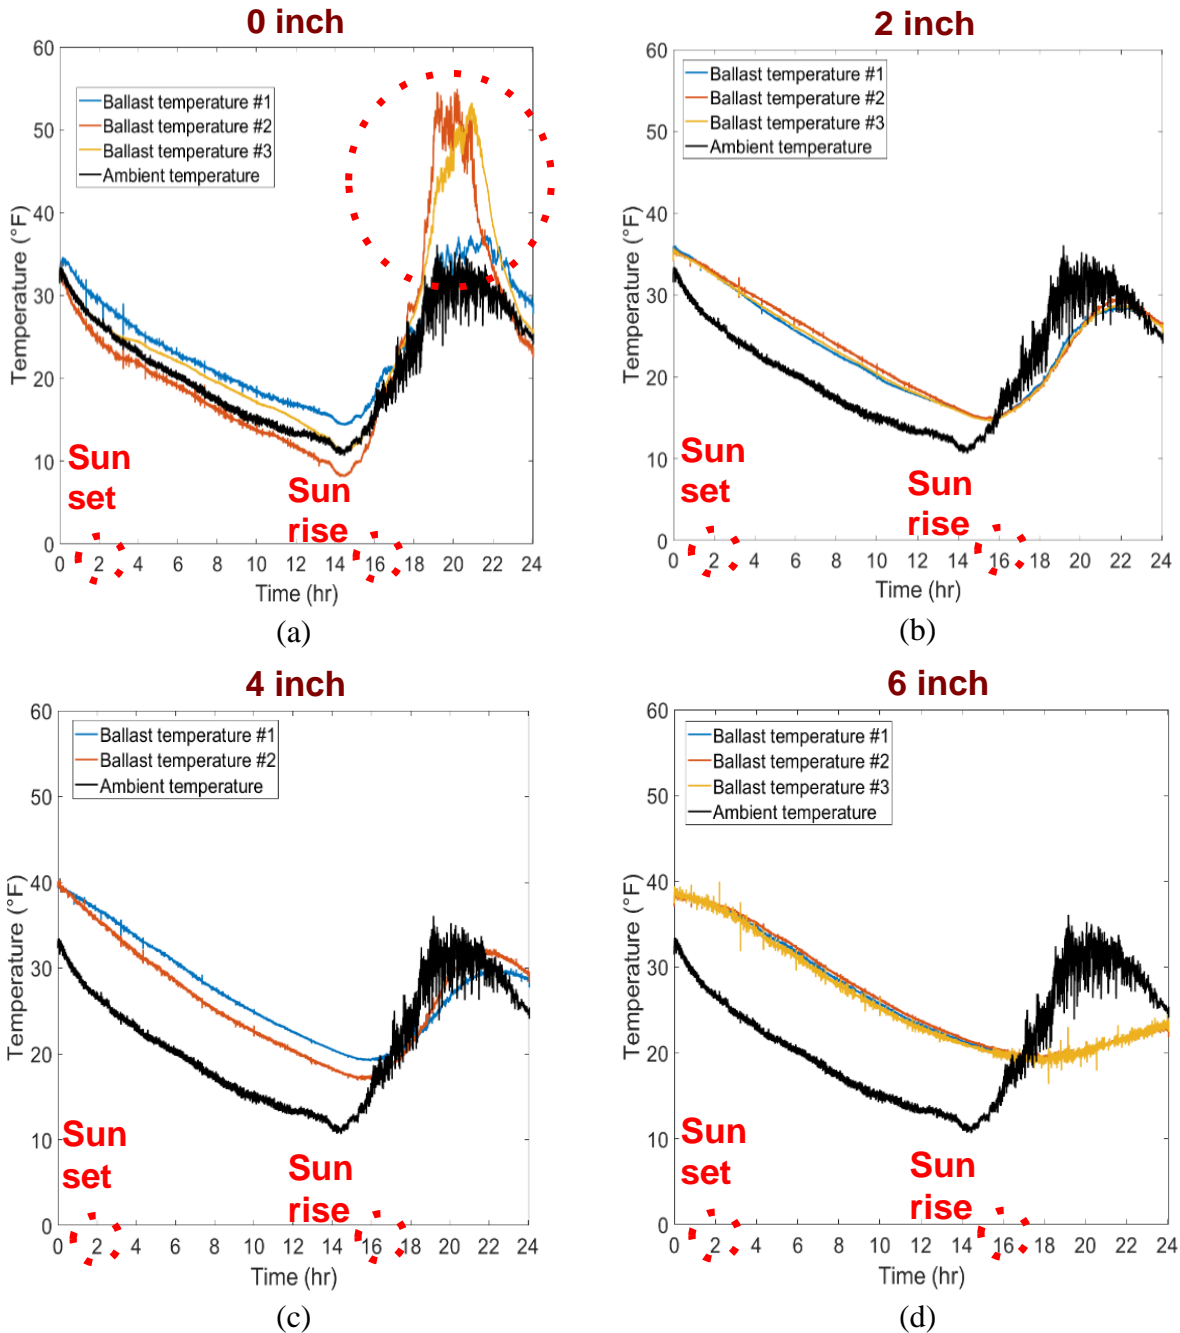 0 inch
60
50
40
30
20
10
0
Temperature (°F)
Ballast temperature #1
Ballast temperature #2
Ballast temperature #3
Ambient temperature
Sun
set
Sun
rise
0 2 4 6 8 10 12 14 16 18 20 22 24
Time (hr)
(a)
2 inch
60
50
40
30
20
10
0
Temperature (°F)
Ballast temperature #1
Ballast temperature #2
Ballast temperature #3
Ambient temperature
Sun
set
Sun
rise
0 2 4 6 8 10 12 14 16 18 20 22 24
Time (hr)
(b)
4 inch
60
50
40
30
20
10
0
Temperature (°F)
Ballast temperature #1
Ballast temperature #2
Ambient temperature
Sun
set
Sun
rise
0 2 4 6 8 10 12 14 16 18 20 22 24
Time (hr)
(c)
6 inch
60
50
40
30
20
10
0
Temperature (°F)
Ballast temperature #1
Ballast temperature #2
Ballast temperature #3
Ambient temperature
Sun
set
Sun
rise
0 2 4 6 8 10 12 14 16 18 20 22 24
Time (hr)
(d)